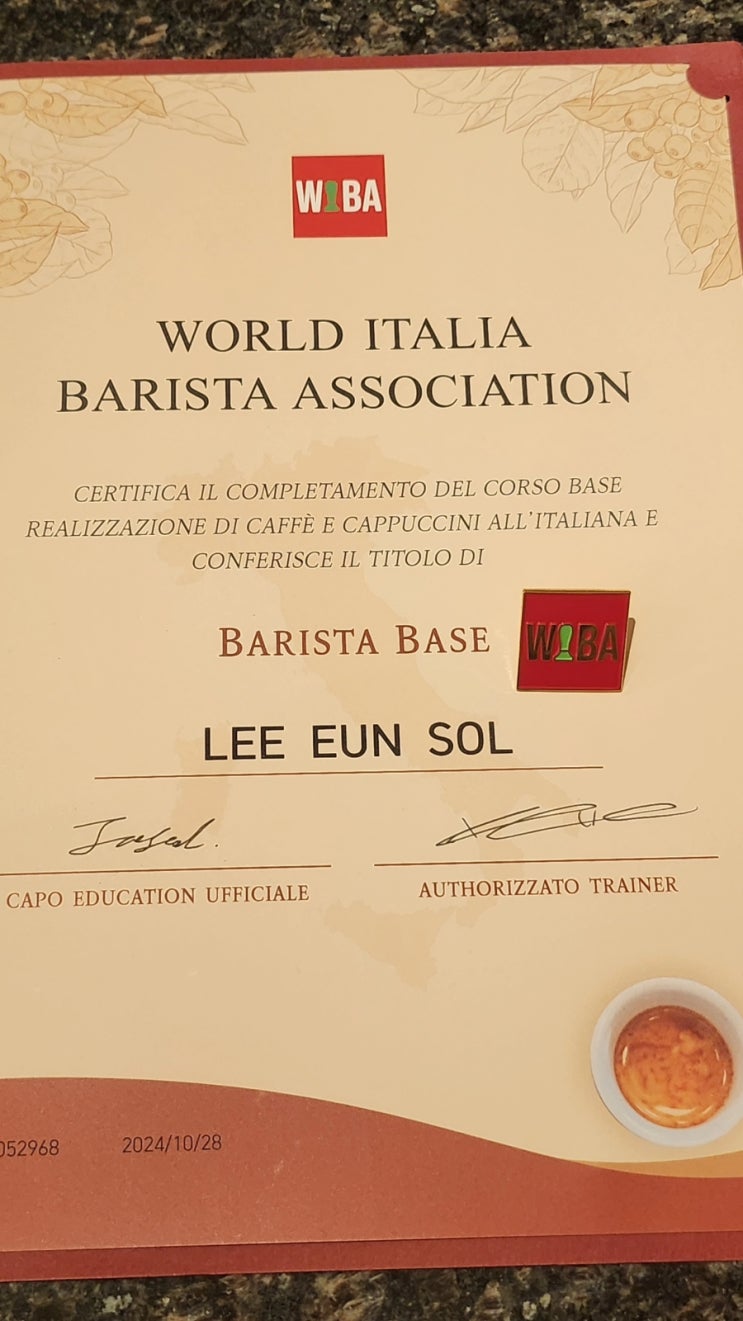 WIBA
WORLD ITALIA
BARISTA ASSOCIATION
CERTIFICA IL COMPLETAMENTO DEL CORSO BASE
REALIZZAZIONE DI CAFFÈ E CAPPUCCINI ALL'ITALIANA E
CONFERISCE IL TITOLO DI
BARISTA BASE
WIBA
LEE EUN SOL
CAPO EDUCATION UFFICIALE
AUTHORIZZATO TRAINER
052968 2024/10/28